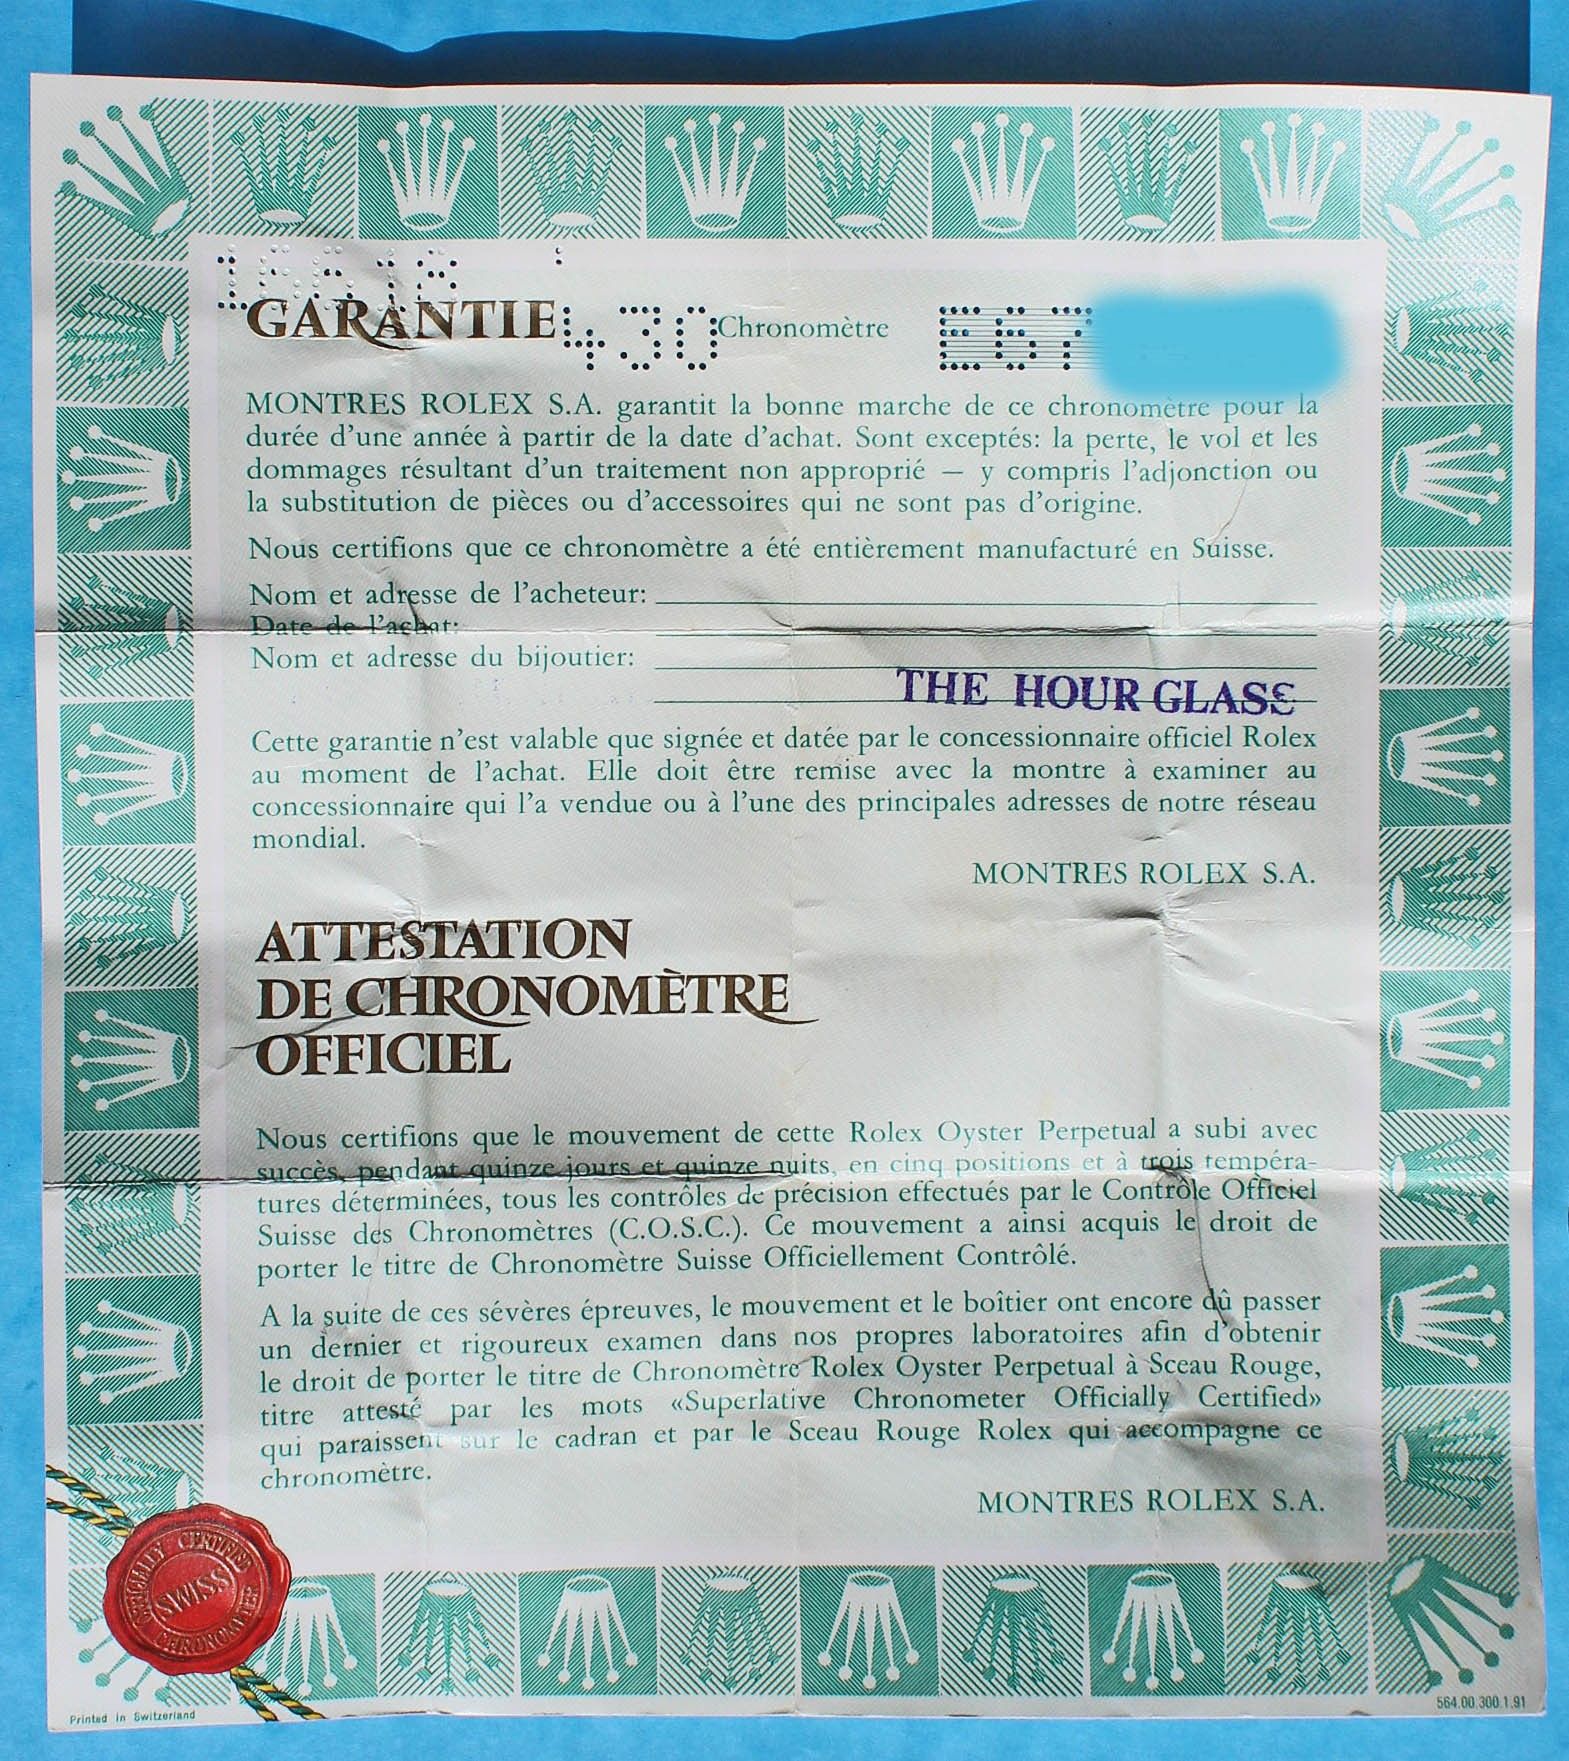 16618
GARANTIE 430 Chronomètre E67
MONTRES ROLEX S.A. garantit la bonne marche de ce chronomètre pour la
durée d'une année à partir de la date d'achat. Sont exceptés: la perte, le vol et les
dommages résultant d'un traitement non approprié — y compris l'adjonction ou
la substitution de pièces ou d'accessoires qui ne sont pas d'origine.
Nous certifions que ce chronomètre a été entièrement manufacturé en Suisse.
Nom et adresse de l'acheteur:
Date de l'achat:
Nom et adresse du bijoutier:
THE HOUR GLASS
Cette garantie n'est valable que signée et datée par le concessionnaire officiel Rolex
au moment de l'achat. Elle doit être remise avec la montre à examiner au
concessionnaire qui l'a vendue ou à l'une des principales adresses de notre réseau
mondial.
MONTRES ROLEX S.A.
ATTESTATION
DE CHRONOMÈTRE
OFFICIEL
Nous certifions que le mouvement de cette Rolex Oyster Perpetual a subi avec
succès, pendant quinze jours et quinze nuits, en cinq positions et à trois tempéra-
tures déterminées, tous les contrôles de précision effectués par le Contrôle Officiel
Suisse des Chronomètres (C.O.S.C.). Ce mouvement a ainsi acquis le droit de
porter le titre de Chronomètre Suisse Officiellement Contrôlé.
A la suite de ces sévères épreuves, le mouvement et le boîtier ont encore dû passer
un dernier et rigoureux examen dans nos propres laboratoires afin d'obtenir
le droit de porter le titre de Chronomètre Rolex Oyster Perpetual à Sceau Rouge,
titre attesté par les mots «Superlative Chronometer Officially Certified»
qui paraissent sur le cadran et par le Sceau Rouge Rolex qui accompagne ce
chronomètre.
MONTRES ROLEX S.A.
OFFICIALLY CERTIFIED
SWISS
CHRONOMETER
Printed in Switzerland
564.00.300.1.91